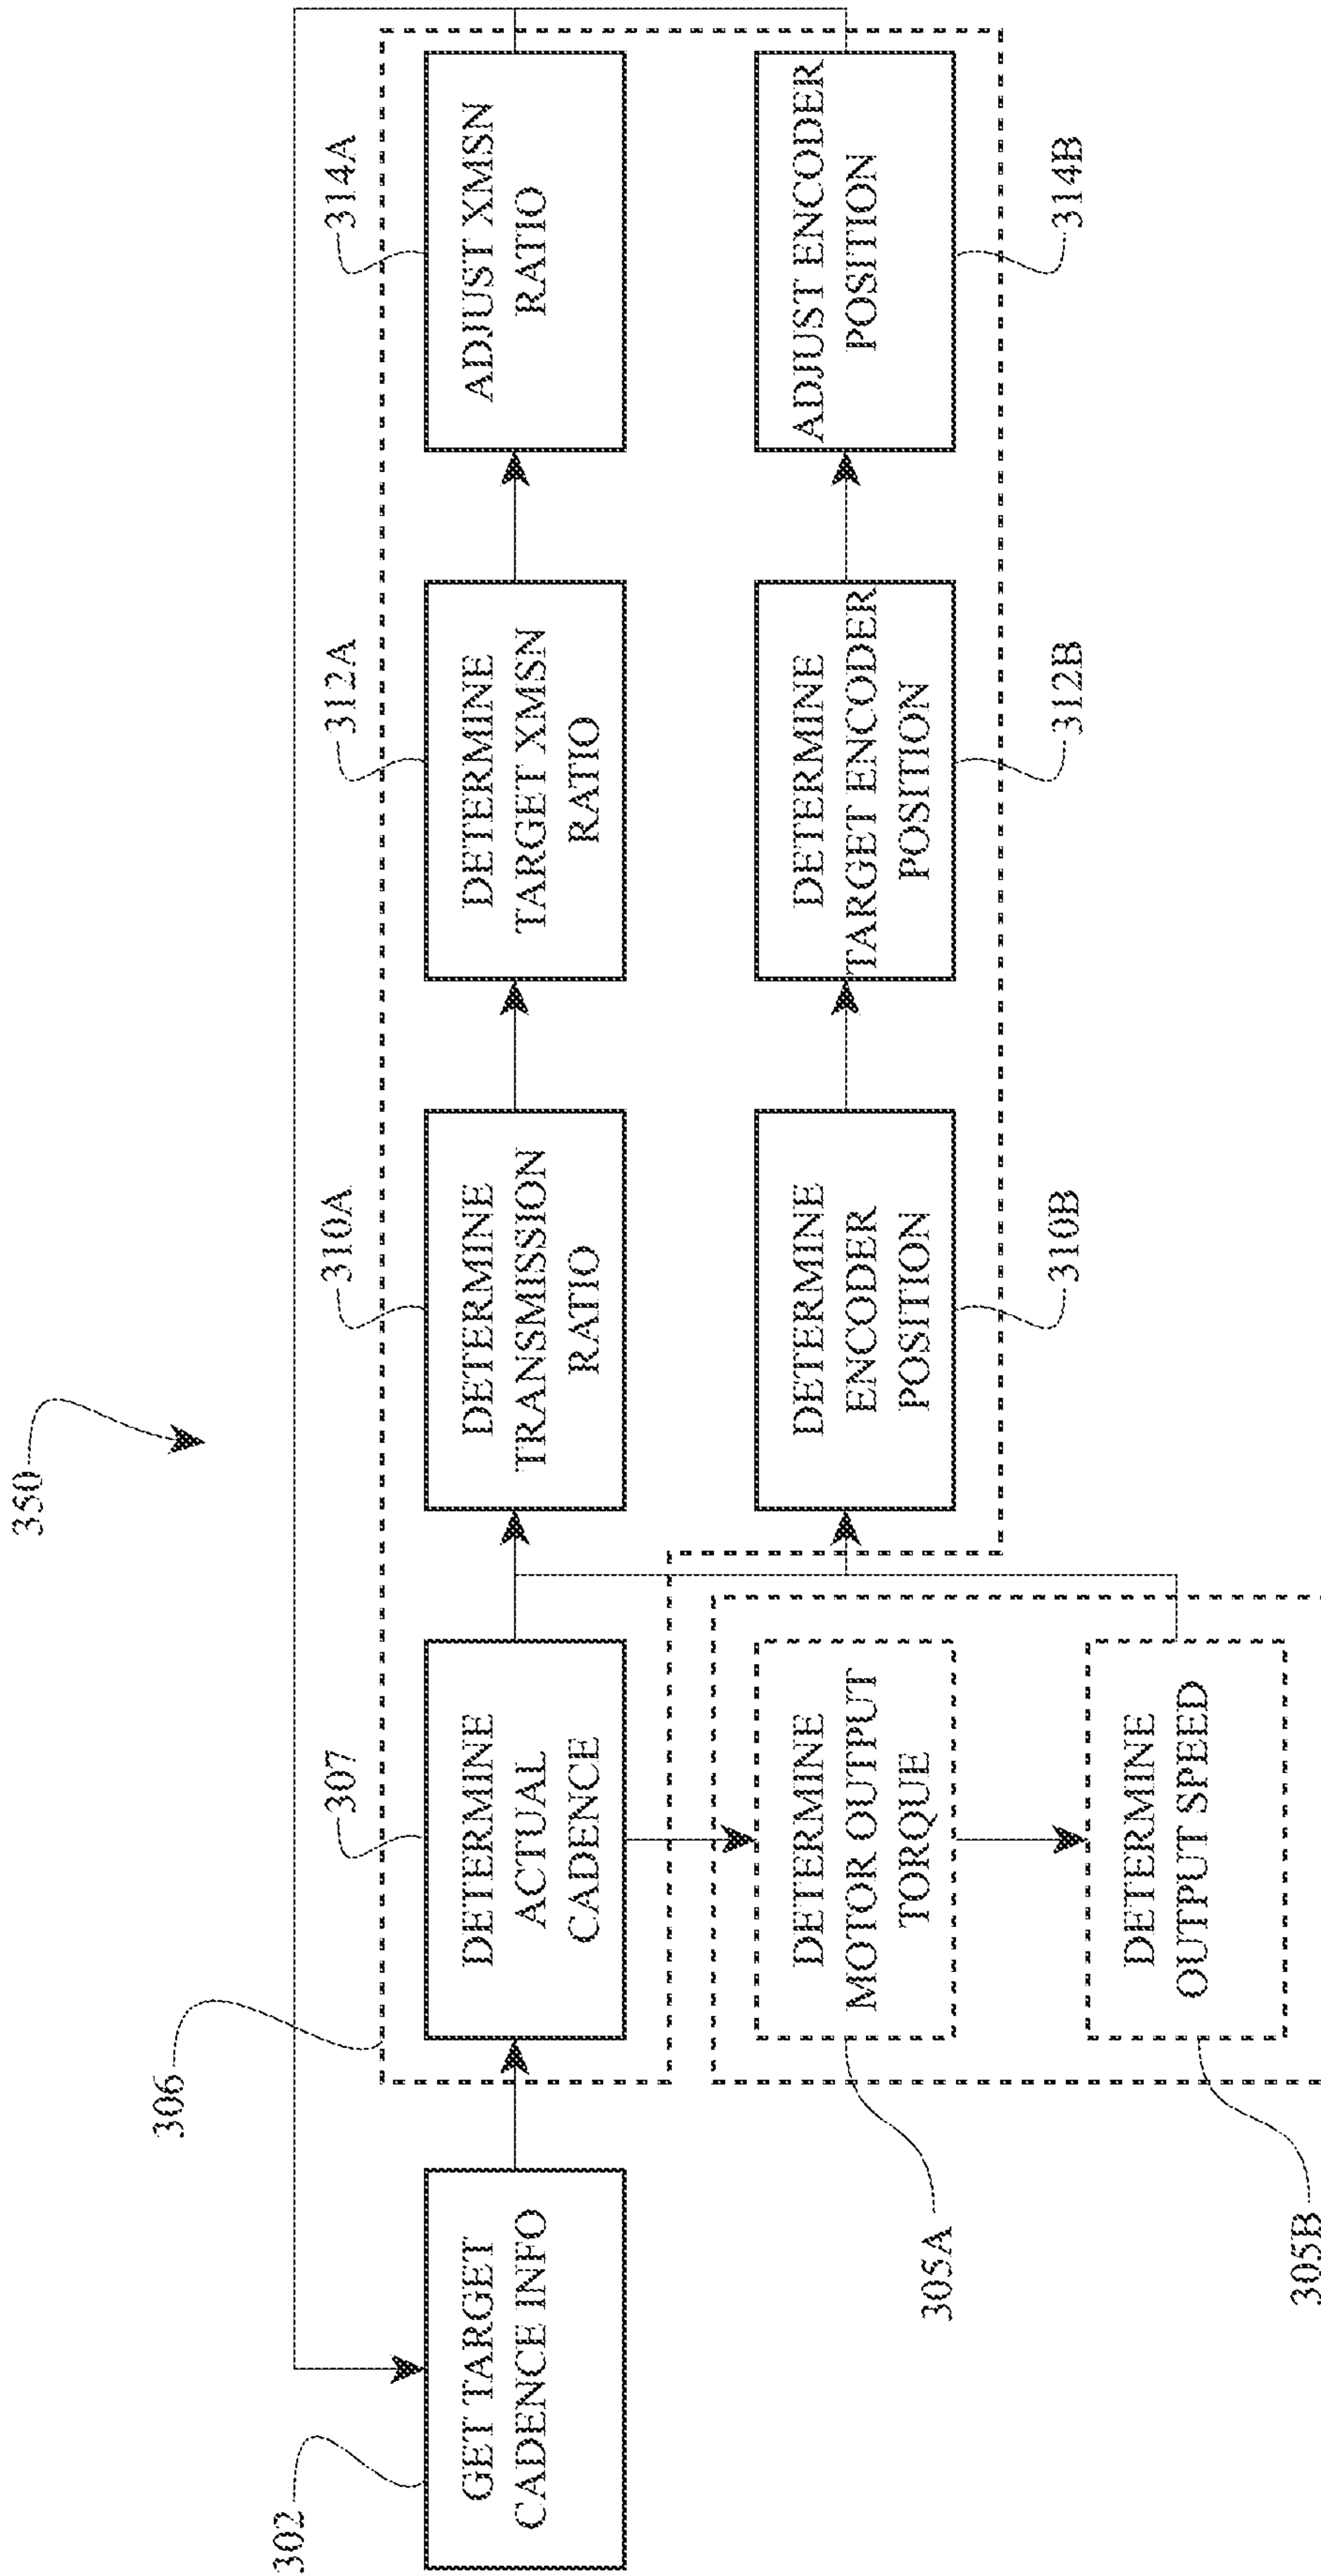 350
302
GET TARGET
CADENCE INFO
306
307
DETERMINE
ACTUAL
CADENCE
310A
DETERMINE
TRANSMISSION
RATIO
312A
DETERMINE
TARGET XMSN
RATIO
314A
ADJUST XMSN
RATIO
305A
DETERMINE
MOTOR OUTPUT
TORQUE
305B
DETERMINE
OUTPUT SPEED
310B
DETERMINE
ENCODER
POSITION
312B
DETERMINE
TARGET ENCODER
POSITION
314B
ADJUST ENCODER
POSITION